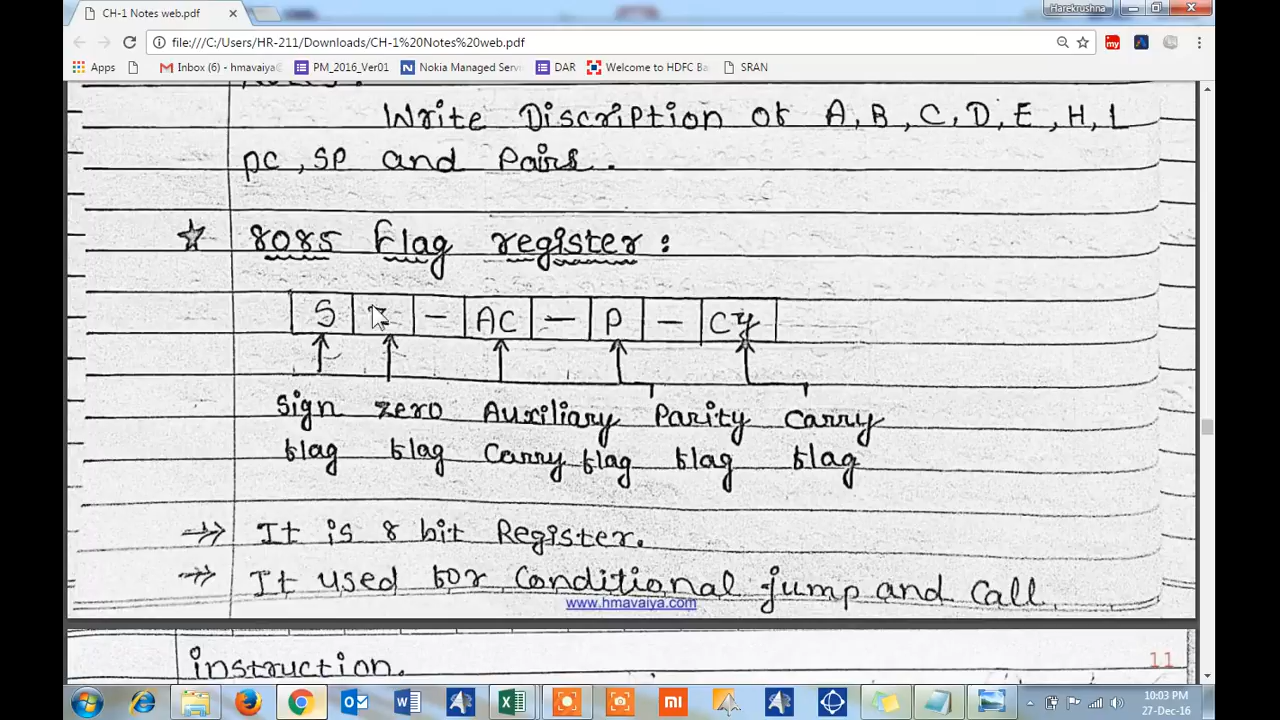 CH-1 Notes web.pdf
Harekrushna
file:///C:/Users/HR-211/Downloads/CH-1%20Notes%20web.pdf
Apps
Inbox (6) - hmavaiya@
PM_2016_Ver01
Nokia Managed Servi
DAR
Welcome to HDFC Ba
SRAN
Write Discription of A, B, C, D, E, H, L
PC, SP and Pairs.
8085 flag register:
S - AC - P - CY
Sign zero Auxiliary Parity Carry
flag flag Carry flag flag flag
It is 8 bit Register.
It used for Conditional jump and Call
www.hmavaiya.com
instruction.
11
10:03 PM
27-Dec-16